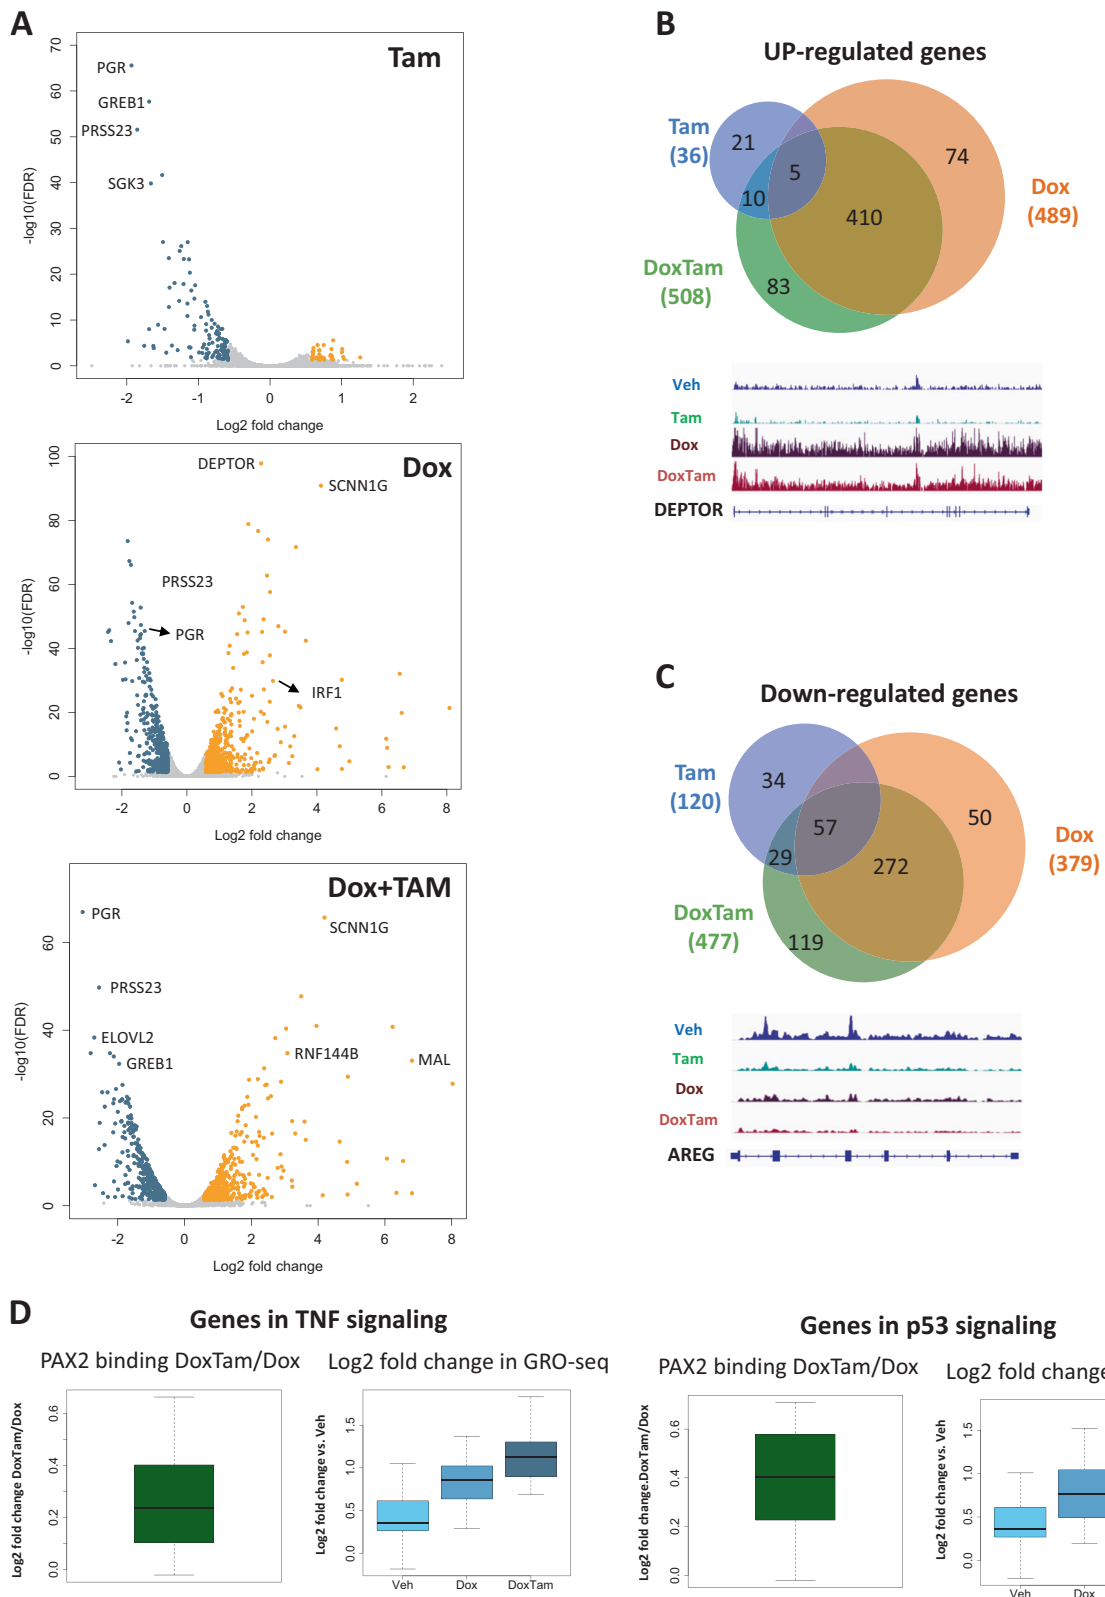 A
Tam
70
60
50
40
30
20
10
0
-log10(FDR)
PGR
GREB1
PRSS23
SGK3
-2
-1
0
1
2
Log2 fold change
Dox
100
80
60
40
20
0
-log10(FDR)
DEPTOR
SCNN1G
PRSS23
PGR
IRF1
-2
0
2
4
6
8
Log2 fold change
Dox+TAM
60
40
20
0
-log10(FDR)
PGR
SCNN1G
PRSS23
ELOVL2
GREB1
RNF144B
MAL
-2
0
2
4
6
8
Log2 fold change
B
UP-regulated genes
Tam
(36)
21
5
74
10
410
Dox
(489)
DoxTam
(508)
83
Veh
Tam
Dox
DoxTam
DEPTOR
C
Down-regulated genes
Tam
(120)
34
57
50
29
272
Dox
(379)
DoxTam
(477)
119
Veh
Tam
Dox
DoxTam
AREG
D
Genes in TNF signaling
PAX2 binding DoxTam/Dox
Log2 fold change DoxTam/Dox
0.6
0.4
0.2
0.0
Log2 fold change in GRO-seq
Log2 fold change vs. Veh
1.5
1.0
0.5
0.0
Veh
Dox
DoxTam
Genes in p53 signaling
PAX2 binding DoxTam/Dox
Log2 fold change.DoxTam/Dox
0.6
0.4
0.2
0.0
Log2 fold change
Log2 fold change vs. Veh
1.5
1.0
0.5
0.0
Veh
Dox